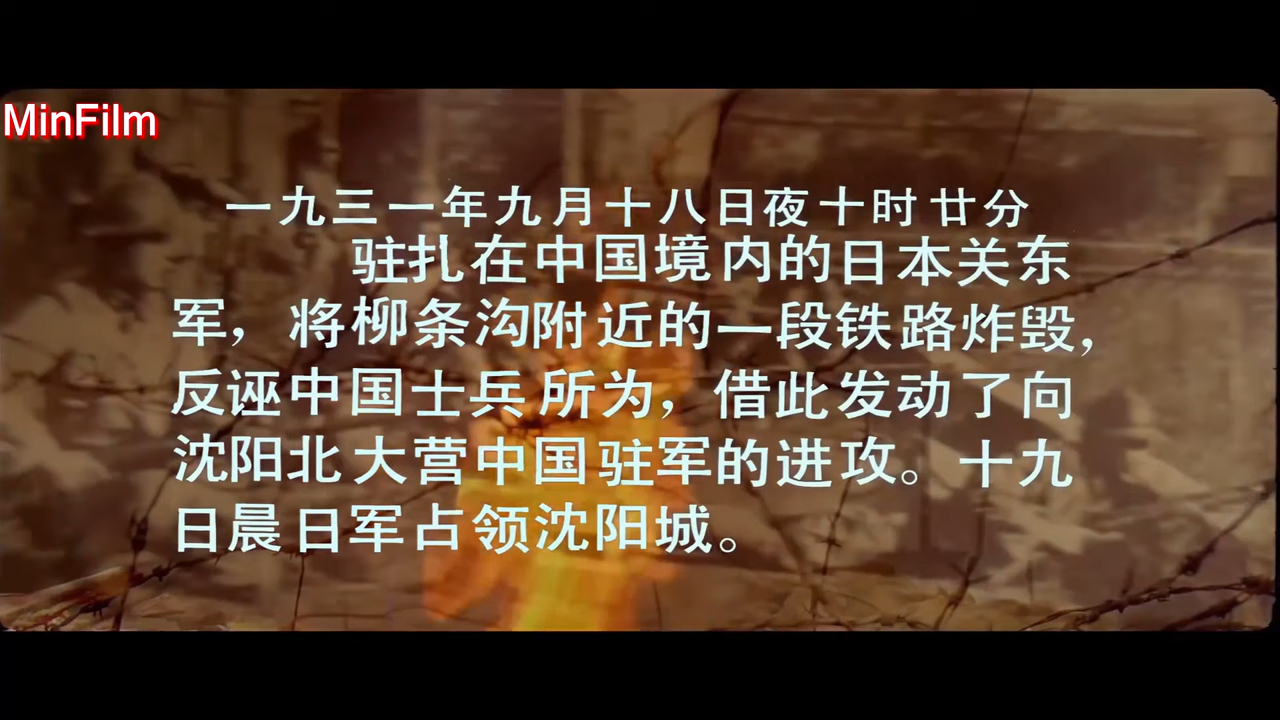 MinFilm
一九三一年九月十八日夜十时廿分
驻扎在中国境内的日本关东
军，将柳条沟附近的一段铁路炸毁，
反诬中国士兵所为，借此发动了向
沈阳北大营中国驻军的进攻。十九
日晨日军占领沈阳城。